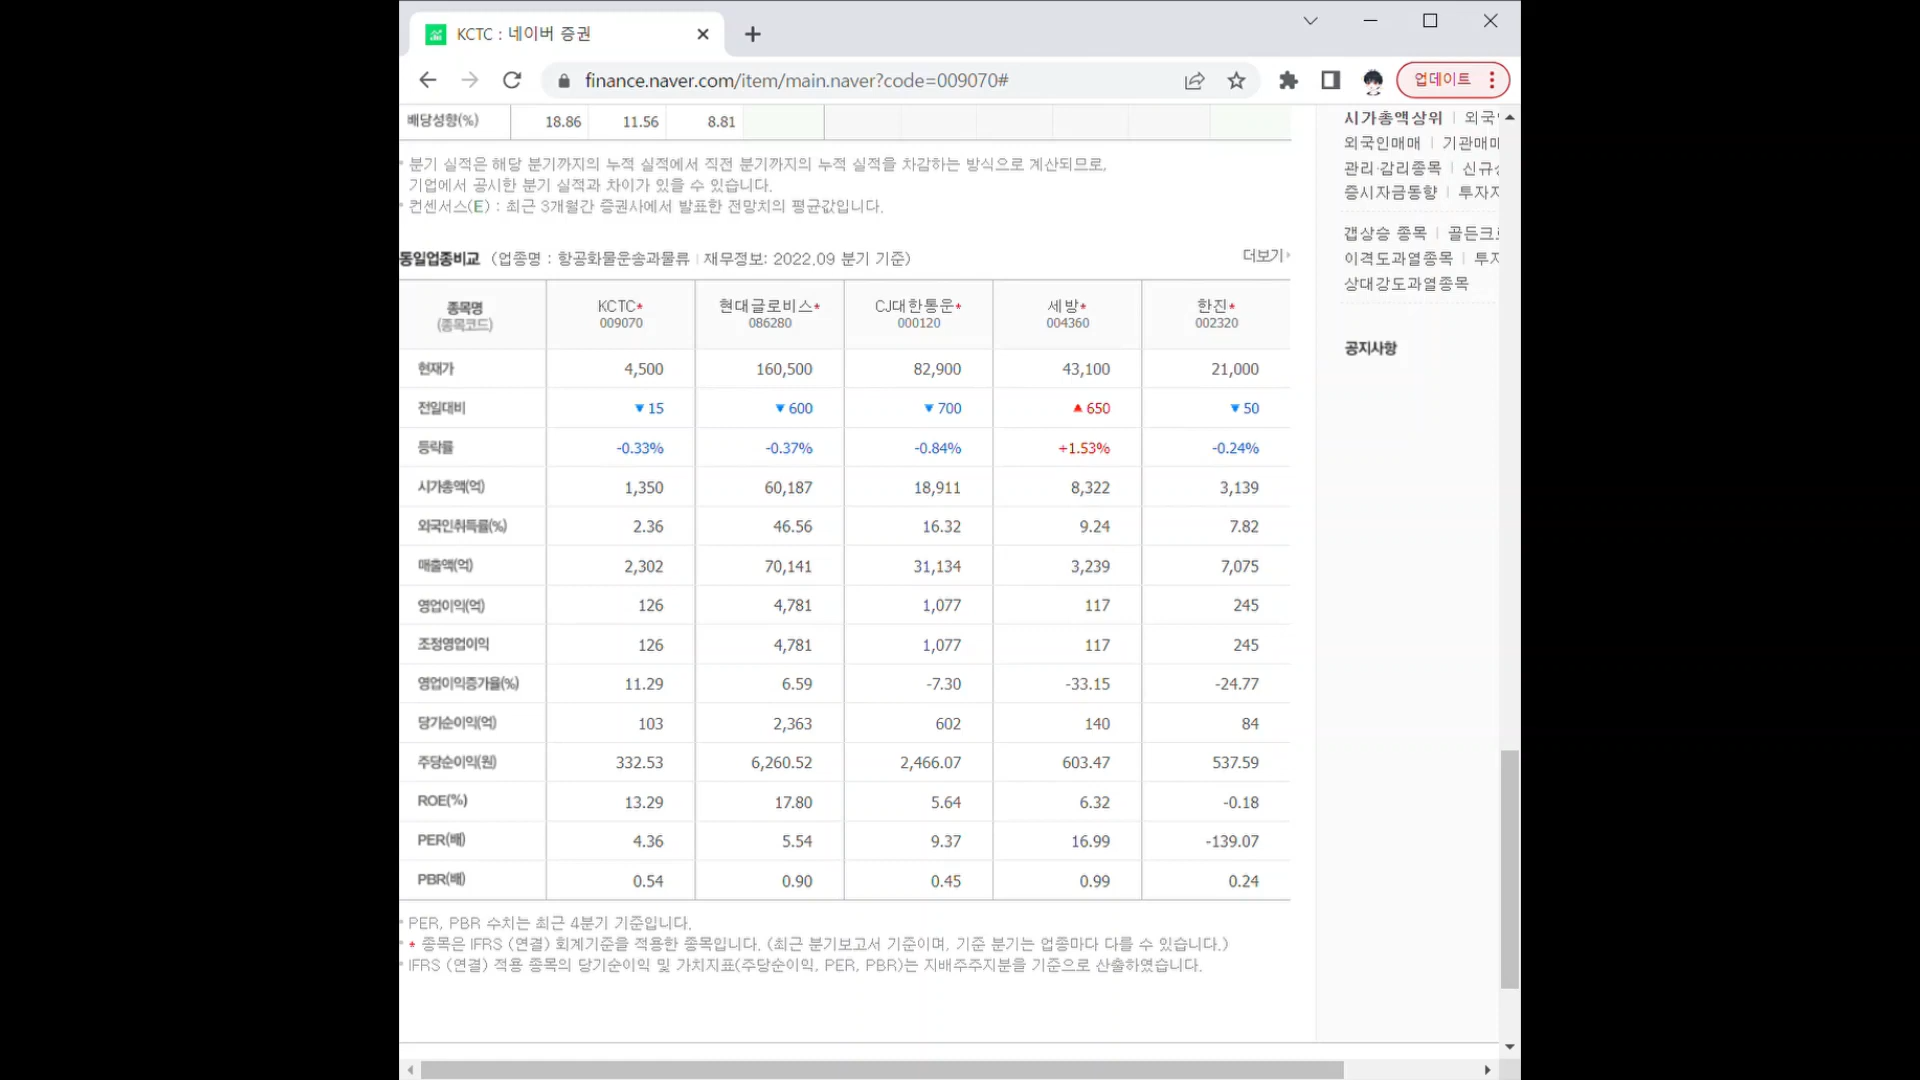 KCTC : 네이버 증권
finance.naver.com/item/main.naver?code=009070#
업데이트
배당성향(%) 18.86 11.56 8.81
* 분기 실적은 해당 분기까지의 누적 실적에서 직전 분기까지의 누적 실적을 차감하는 방식으로 계산되므로,
기업에서 공시한 분기 실적과 차이가 있을 수 있습니다.
* 컨센서스(E) : 최근 3개월간 증권사에서 발표한 전망치의 평균값입니다.
동일업종비교 (업종명 : 항공화물운송과물류 | 재무정보: 2022.09 분기 기준) 더보기
종목명 KCTC* 현대글로비스* CJ대한통운* 세방* 한진*
(종목코드) 009070 086280 000120 004360 002320
현재가 4,500 160,500 82,900 43,100 21,000
전일대비 ▼15 ▼600 ▼700 ▲650 ▼50
등락률 -0.33% -0.37% -0.84% +1.53% -0.24%
시가총액(억) 1,350 60,187 18,911 8,322 3,139
외국인취득률(%) 2.36 46.56 16.32 9.24 7.82
매출액(억) 2,302 70,141 31,134 3,239 7,075
영업이익(억) 126 4,781 1,077 117 245
조정영업이익 126 4,781 1,077 117 245
영업이익증가율(%) 11.29 6.59 -7.30 -33.15 -24.77
당기순이익(억) 103 2,363 602 140 84
주당순이익(원) 332.53 6,260.52 2,466.07 603.47 537.59
ROE(%) 13.29 17.80 5.64 6.32 -0.18
PER(배) 4.36 5.54 9.37 16.99 -139.07
PBR(배) 0.54 0.90 0.45 0.99 0.24
* PER, PBR 수치는 최근 4분기 기준입니다.
* * 종목은 IFRS (연결) 회계기준을 적용한 종목입니다. (최근 분기보고서 기준이며, 기준 분기는 업종마다 다를 수 있습니다.)
* IFRS (연결) 적용 종목의 당기순이익 및 가치지표(주당순이익, PER, PBR)는 지배주주지분을 기준으로 산출하였습니다.
시가총액상위 |
외국인매매 |
관리·감리종목 |
증시자금동향 |
갭상승 종목 |
이격도과열종목 |
상대강도과열종목
공지사항